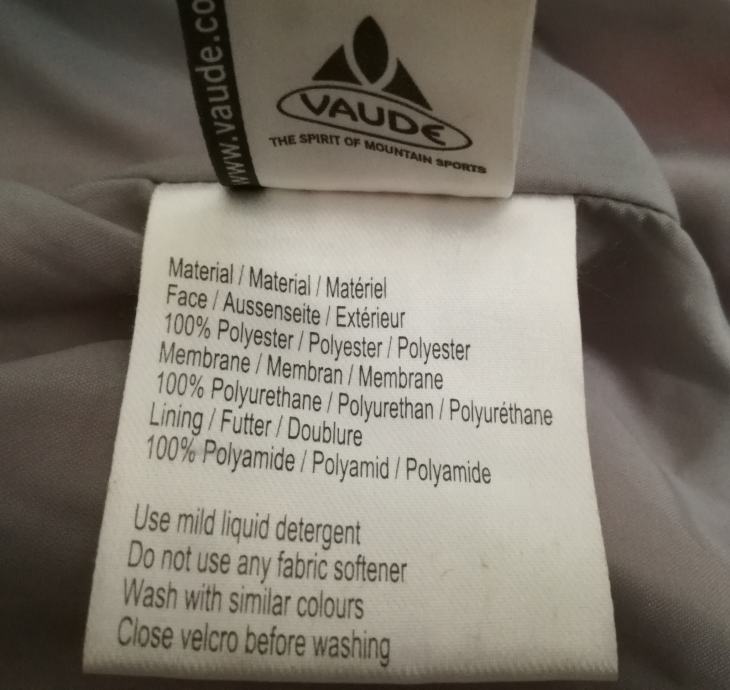 www.vaude.co
VAUDE
THE SPIRIT OF MOUNTAIN SPORTS
Material / Material / Matériel
Face / Aussenseite / Extérieur
100% Polyester / Polyester / Polyester
Membrane / Membran / Membrane
100% Polyurethane / Polyurethan / Polyuréthane
Lining / Futter / Doublure
100% Polyamide / Polyamid / Polyamide
Use mild liquid detergent
Do not use any fabric softener
Wash with similar colours
Close velcro before washing